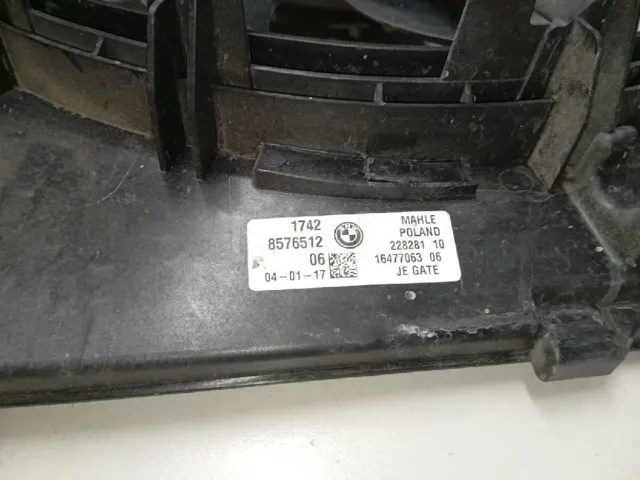 1742
8576512
06
04-01-17
MAHLE
POLAND
228281 10
16477063 06
JE GATE